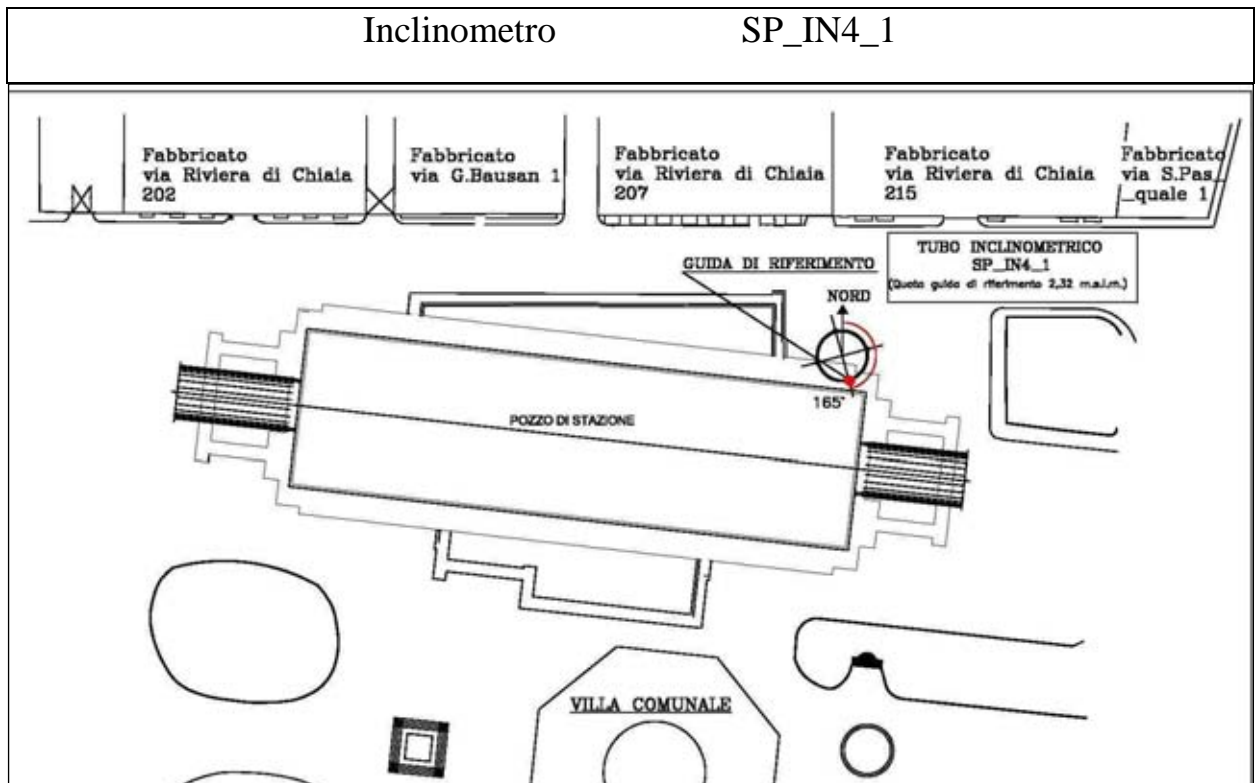 Inclinometro SP_IN4_1
Fabbricato
via Riviera di Chiaia
202
Fabbricato
via G.Bausan 1
Fabbricato
via Riviera di Chiaia
207
Fabbricato
via Riviera di Chiaia
215
Fabbricato
via S.Pas
_quale 1
TUBO INCLINOMETRICO
SP_IN4_1
(Quota guida di riferimento 2,32 m.s.l.m.)
GUIDA DI RIFERIMENTO
NORD
165°
POZZO DI STAZIONE
VILLA COMUNALE